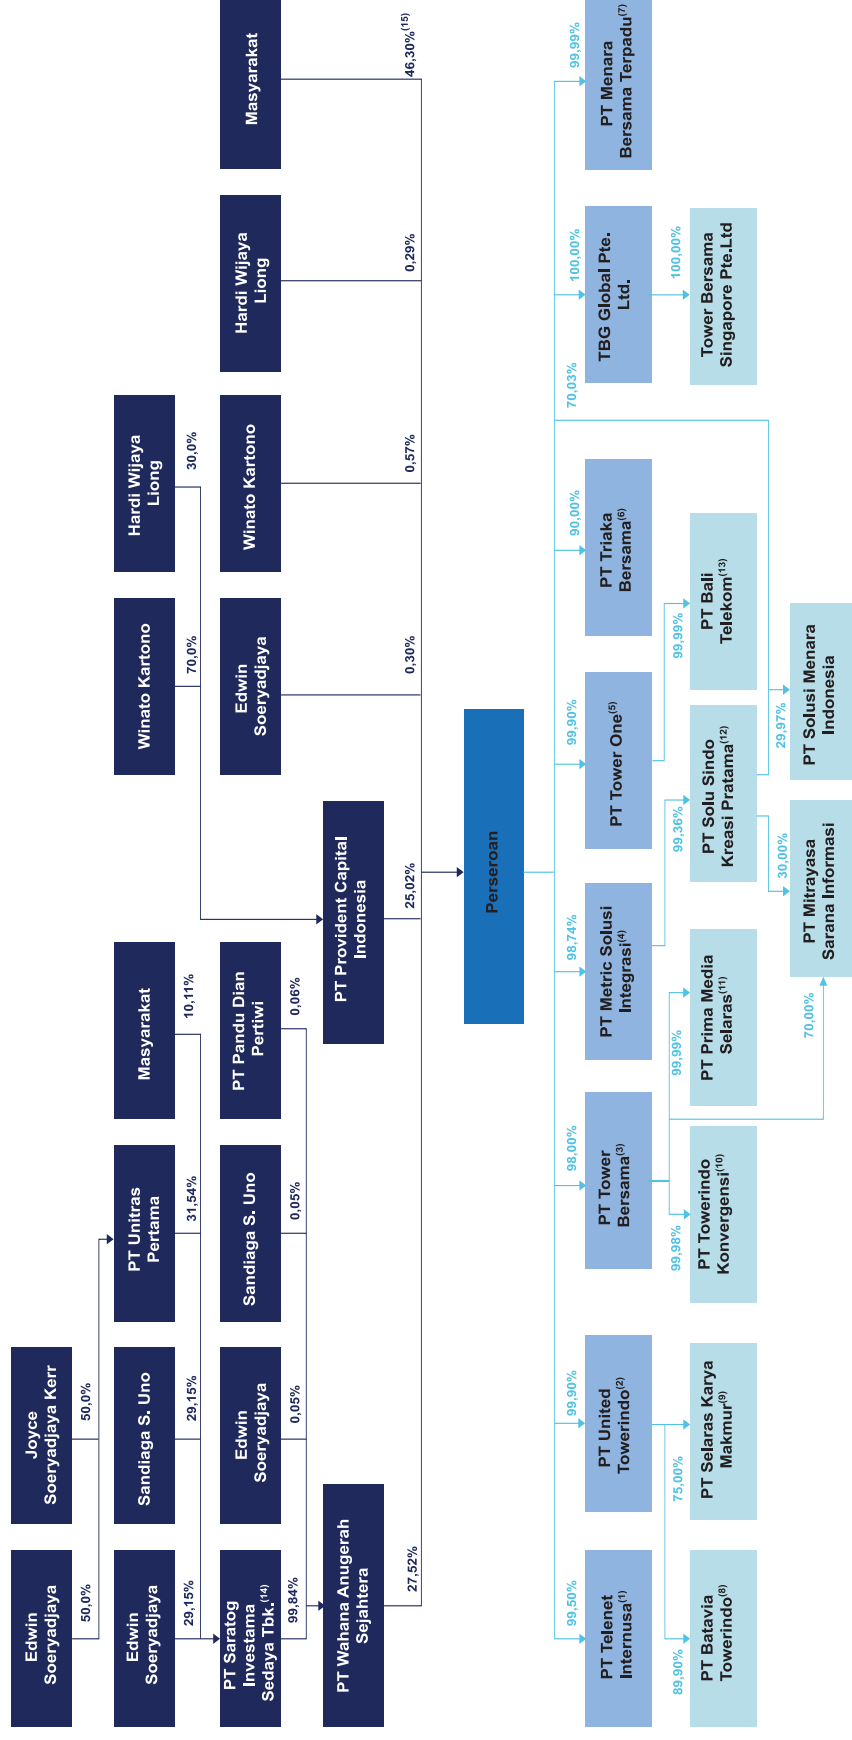 Edwin
Soeryadjaya
Joyce
Soeryadjaya Kerr
50,0%
50,0%
Edwin
Soeryadjaya
Sandiaga S. Uno
PT Unitras
Pertama
Masyarakat
Winato Kartono
Hardi Wijaya
Liong
29,15%
29,15%
31,54%
10,11%
70,0%
30,0%
PT Saratog
Investama
Sedaya Tbk.(14)
Edwin
Soeryadjaya
Sandiaga S. Uno
PT Pandu Dian
Pertiwi
Edwin
Soeryadjaya
Winato Kartono
Hardi Wijaya
Liong
Masyarakat
99,84%
0,05%
0,05%
0,06%
PT Wahana Anugerah
Sejahtera
PT Provident Capital
Indonesia
27,52%
25,02%
0,30%
0,57%
0,29%
46,30%(15)
Perseroan
99,50%
99,90%
98,00%
98,74%
99,90%
90,00%
70,03%
100,00%
99,99%
PT Telenet
Internusa(1)
PT United
Towerindo(2)
PT Tower
Bersama(3)
PT Metric Solusi
Integrasi(4)
PT Tower One(5)
PT Triaka
Bersama(6)
TBG Global Pte.
Ltd.
PT Menara
Bersama Terpadu(7)
89,90%
75,00%
99,98%
99,99%
99,36%
99,99%
100,00%
PT Batavia
Towerindo(8)
PT Selaras Karya
Makmur(9)
PT Towerindo
Konvergensi(10)
PT Prima Media
Selaras(11)
PT Solu Sindo
Kreasi Pratama(12)
PT Bali
Telekom(13)
Tower Bersama
Singapore Pte.Ltd
70,00%
30,00%
29,97%
PT Mitrayasa
Sarana Informasi
PT Solusi Menara
Indonesia